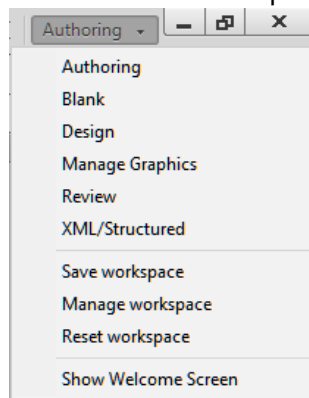 Authoring
Authoring
Blank
Design
Manage Graphics
Review
XML/Structured
Save workspace
Manage workspace
Reset workspace
Show Welcome Screen